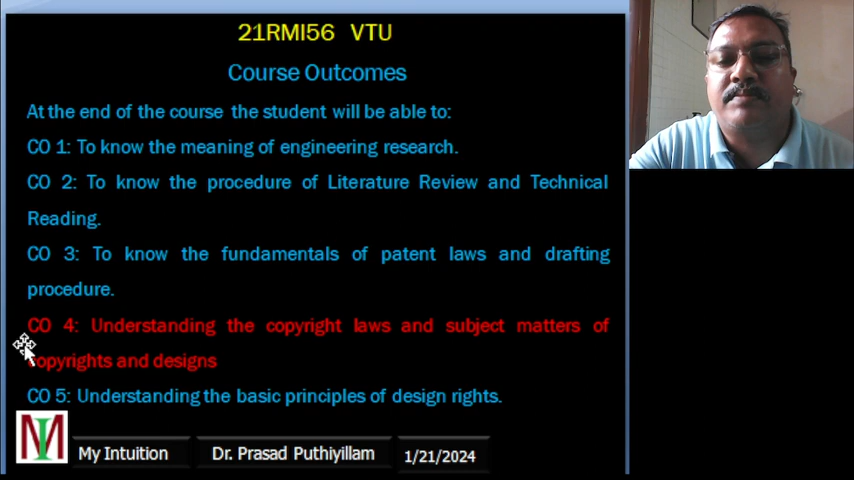 21RMI56 VTU
Course Outcomes
At the end of the course the student will be able to:
CO 1: To know the meaning of engineering research.
CO 2: To know the procedure of Literature Review and Technical
Reading.
CO 3: To know the fundamentals of patent laws and drafting
procedure.
CO 4: Understanding the copyright laws and subject matters of
copyrights and designs
CO 5: Understanding the basic principles of design rights.
MI
My Intuition
Dr. Prasad Puthiyillam
1/21/2024